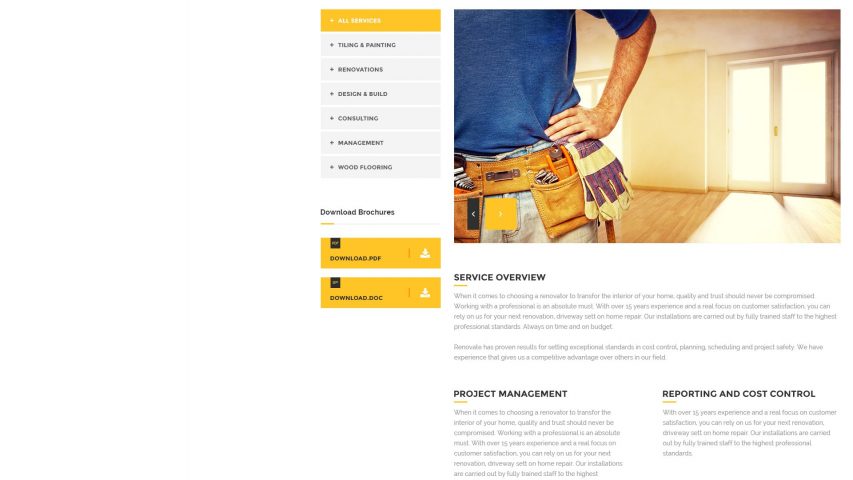 + ALL SERVICES
+ TILING & PAINTING
+ RENOVATIONS
+ DESIGN & BUILD
+ CONSULTING
+ MANAGEMENT
+ WOOD FLOORING
Download Brochures
PDF
DOWNLOAD.PDF
DOWNLOAD.DOC
SERVICE OVERVIEW
When it comes to choosing a renovator to transfor the interior of your home, quality and trust should never be compromised.
Working with a professional is an absolute must. With over 15 years experience and a real focus on customer satisfaction, you can
rely on us for your next renovation, driveway sett on home repair. Our installations are carried out by fully trained staff to the highest
professional standards. Always on time and on budget.
Renovate has proven results for setting exceptional standards in cost control, planning, scheduling and project safety. We have
experience that gives us a competitive advantage over others in our field.
PROJECT MANAGEMENT
When it comes to choosing a renovator to transfor the
interior of your home, quality and trust should never be
compromised. Working with a professional is an absolute
must. With over 15 years experience and a real focus on
customer satisfaction, you can rely on us for your next
renovation, driveway sett on home repair. Our installations
are carried out by fully trained staff to the highest
REPORTING AND COST CONTROL
With over 15 years experience and a real focus on customer
satisfaction, you can rely on us for your next renovation,
driveway sett on home repair. Our installations are carried
out by fully trained staff to the highest professional
standards.